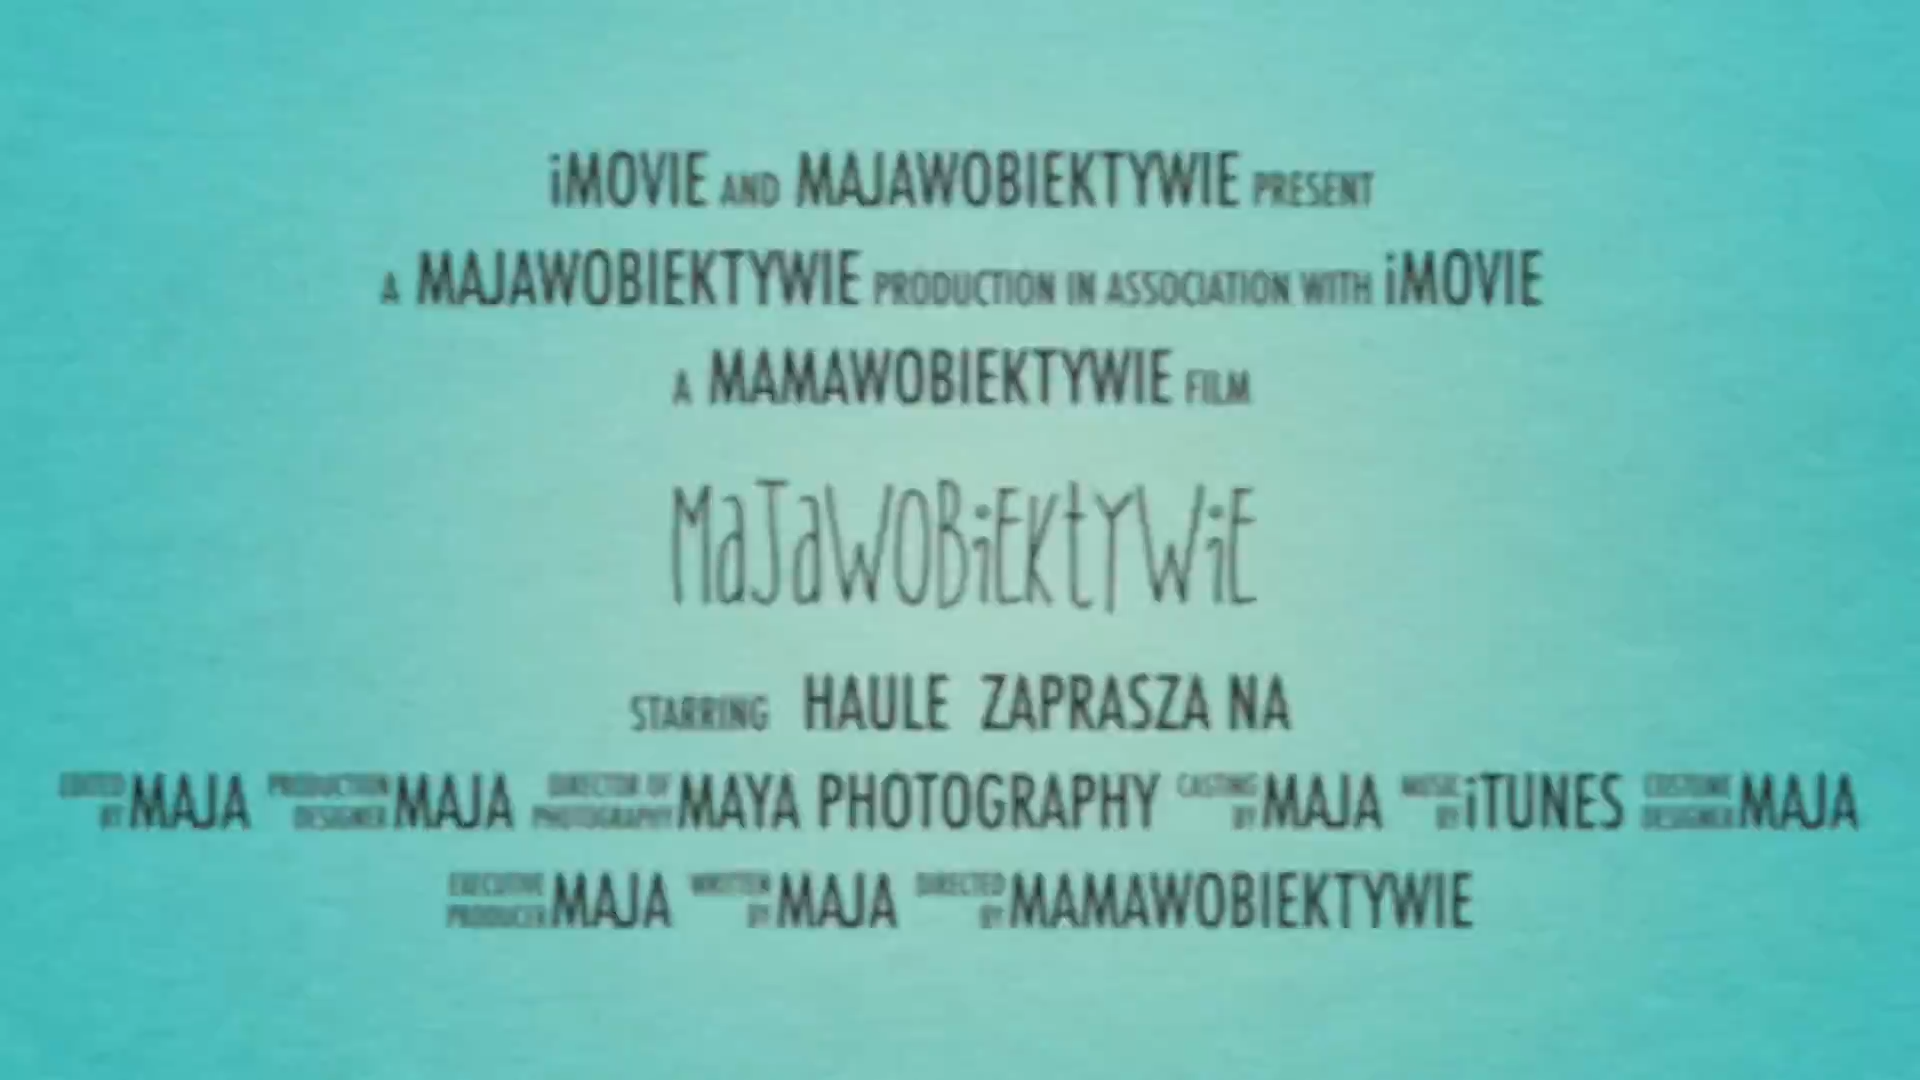 iMOVIE AND MAJAWOBIEKTYWIE PRESENT
A MAJAWOBIEKTYWIE PRODUCTION IN ASSOCIATION WITH iMOVIE
A MAMAWOBIEKTYWIE FILM
MaJaWOBiEKtYWiE
STARRING HAULE ZAPRASZA NA
EDITED BY MAJA PRODUCTION DESIGNER MAJA DIRECTOR OF PHOTOGRAPHY MAYA PHOTOGRAPHY CASTING BY MAJA MUSIC BY iTUNES COSTUME DESIGNER MAJA
EXECUTIVE PRODUCER MAJA WRITTEN BY MAJA DIRECTED BY MAMAWOBIEKTYWIE